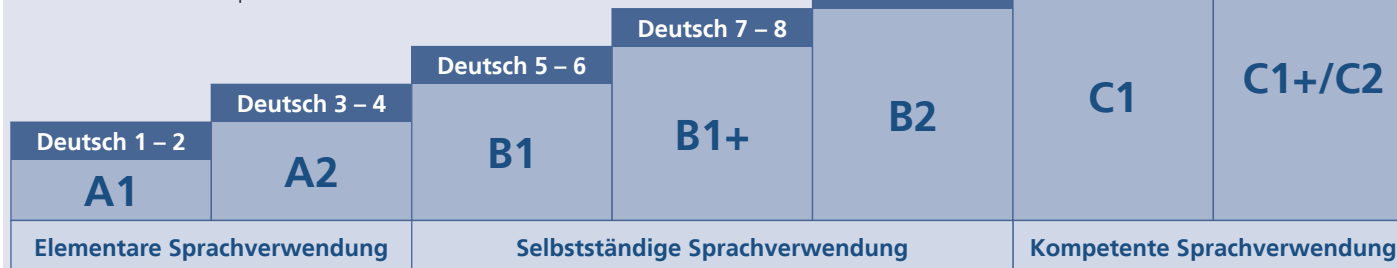 Deutsch 7 – 8
Deutsch 5 – 6
Deutsch 3 – 4
Deutsch 1 – 2
A1
A2
B1
B1+
B2
C1
C1+/C2
Elementare Sprachverwendung
Selbstständige Sprachverwendung
Kompetente Sprachverwendung